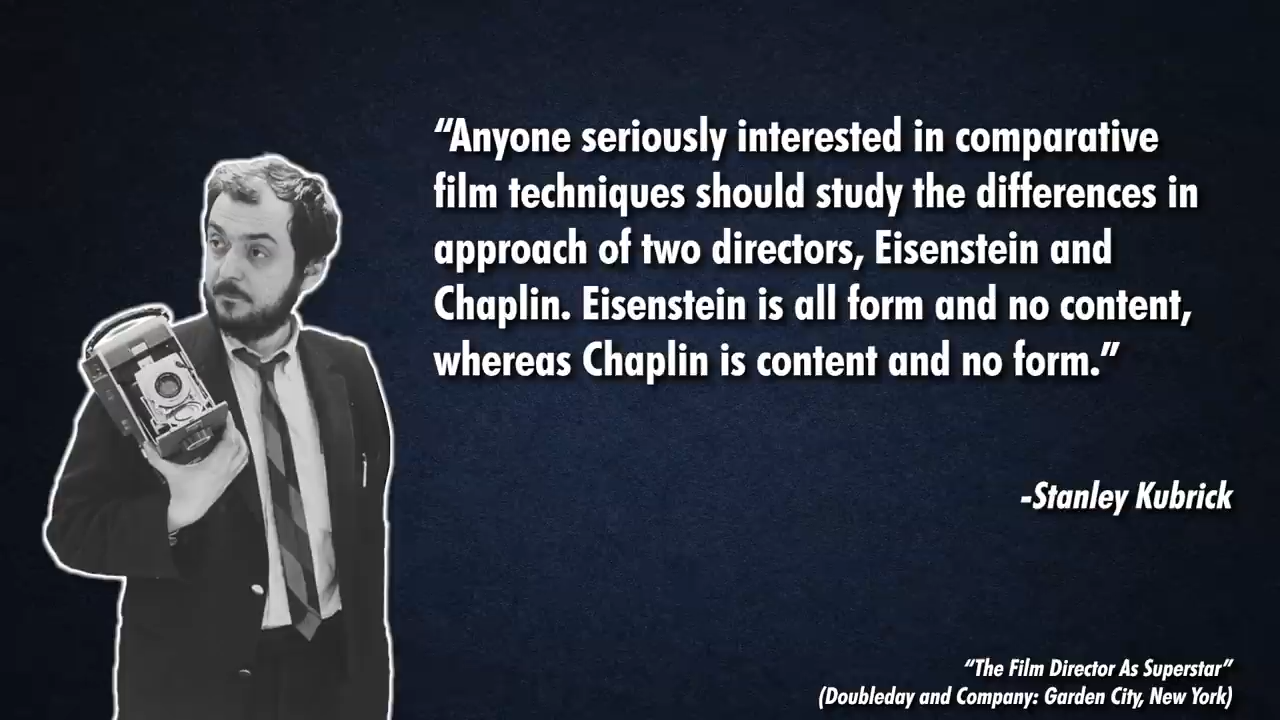 “Anyone seriously interested in comparative
film techniques should study the differences in
approach of two directors, Eisenstein and
Chaplin. Eisenstein is all form and no content,
whereas Chaplin is content and no form.”
-Stanley Kubrick
“The Film Director As Superstar”
(Doubleday and Company: Garden City, New York)